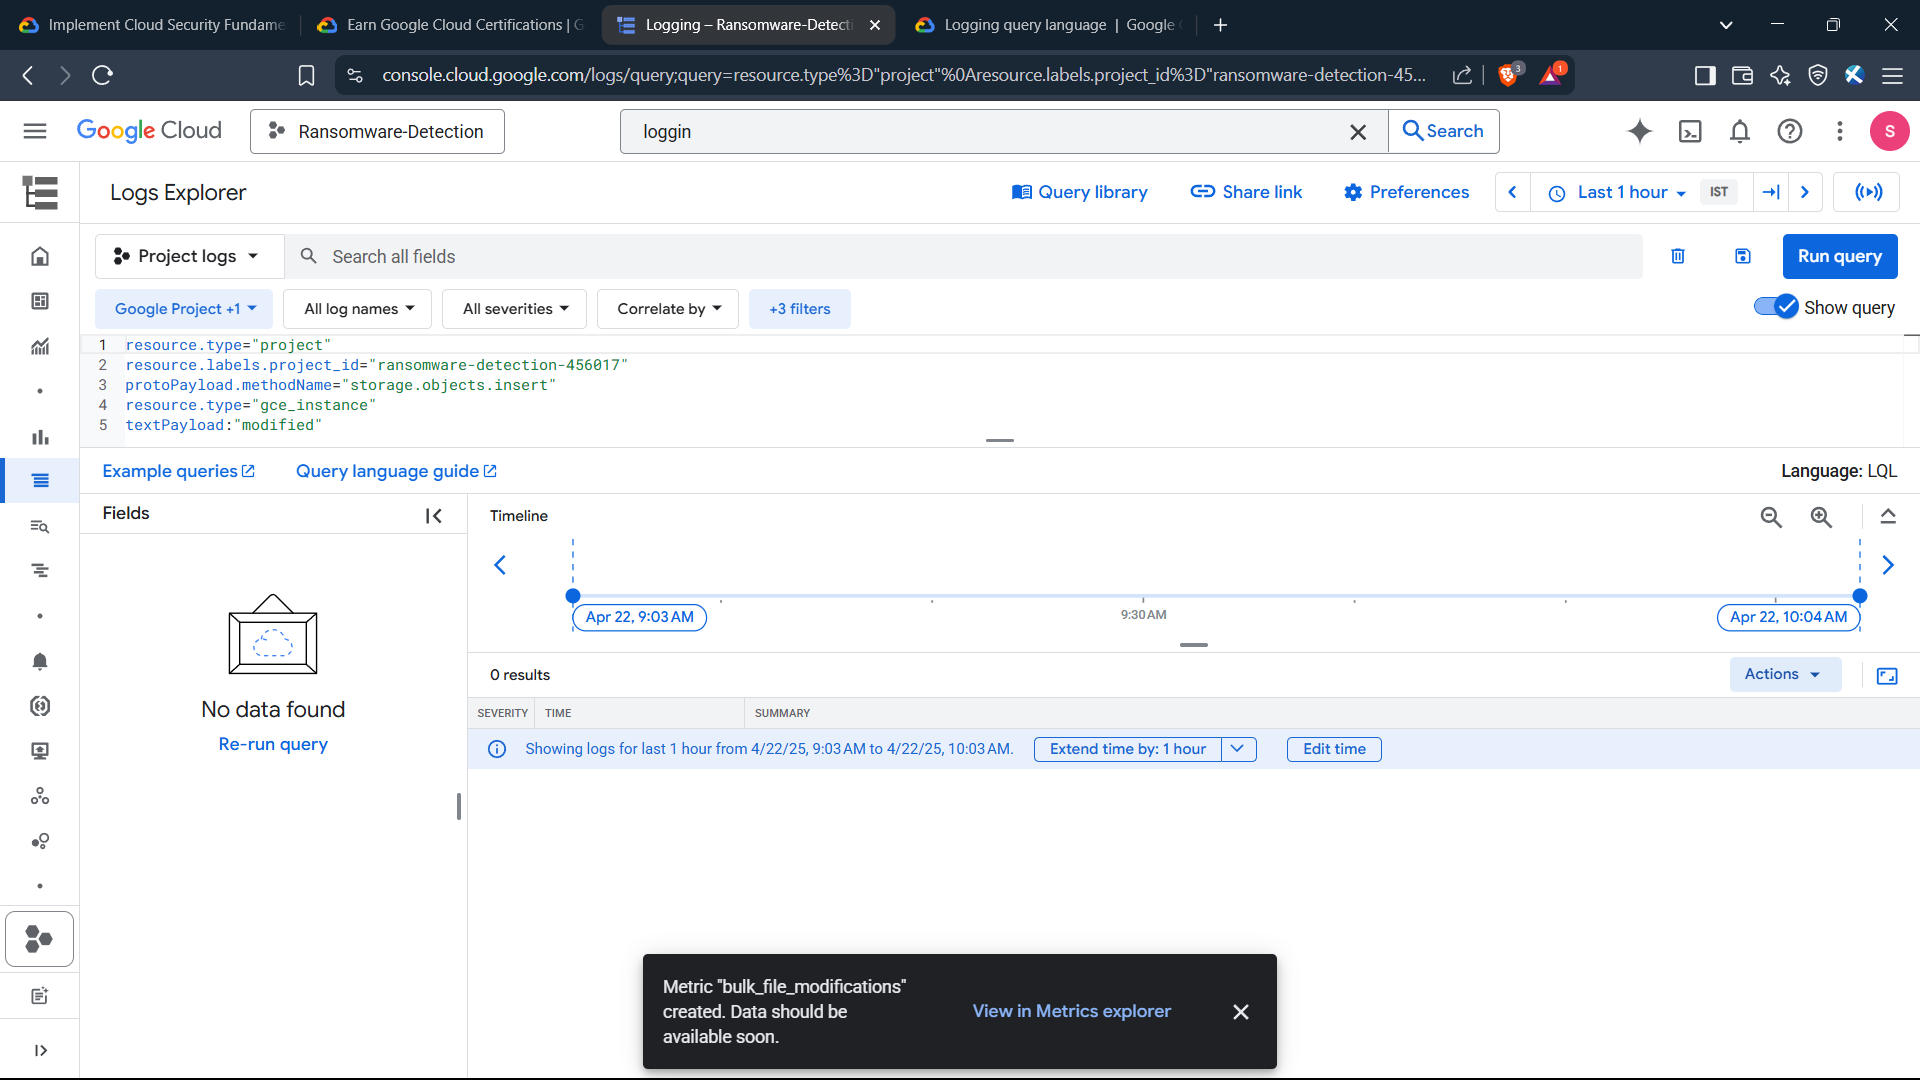 Implement Cloud Security Fundame
Earn Google Cloud Certifications | G
Logging – Ransomware-Detecti
Logging query language | Google
console.cloud.google.com/logs/query;query=resource.type%3D"project"%0Aresource.labels.project_id%3D"ransomware-detection-45...
3
1
Google Cloud
Ransomware-Detection
loggin
Search
S
Logs Explorer
Query library
Share link
Preferences
Last 1 hour
IST
Project logs
Search all fields
Run query
Google Project +1
All log names
All severities
Correlate by
+3 filters
Show query
1 resource.type="project"
2 resource.labels.project_id="ransomware-detection-456017"
3 protoPayload.methodName="storage.objects.insert"
4 resource.type="gce_instance"
5 textPayload:"modified"
Example queries
Query language guide
Language: LQL
Fields
Timeline
Apr 22, 9:03 AM
9:30 AM
Apr 22, 10:04 AM
No data found
Re-run query
0 results
Actions
SEVERITY
TIME
SUMMARY
Showing logs for last 1 hour from 4/22/25, 9:03 AM to 4/22/25, 10:03 AM.
Extend time by: 1 hour
Edit time
Metric "bulk_file_modifications"
created. Data should be
available soon.
View in Metrics explorer